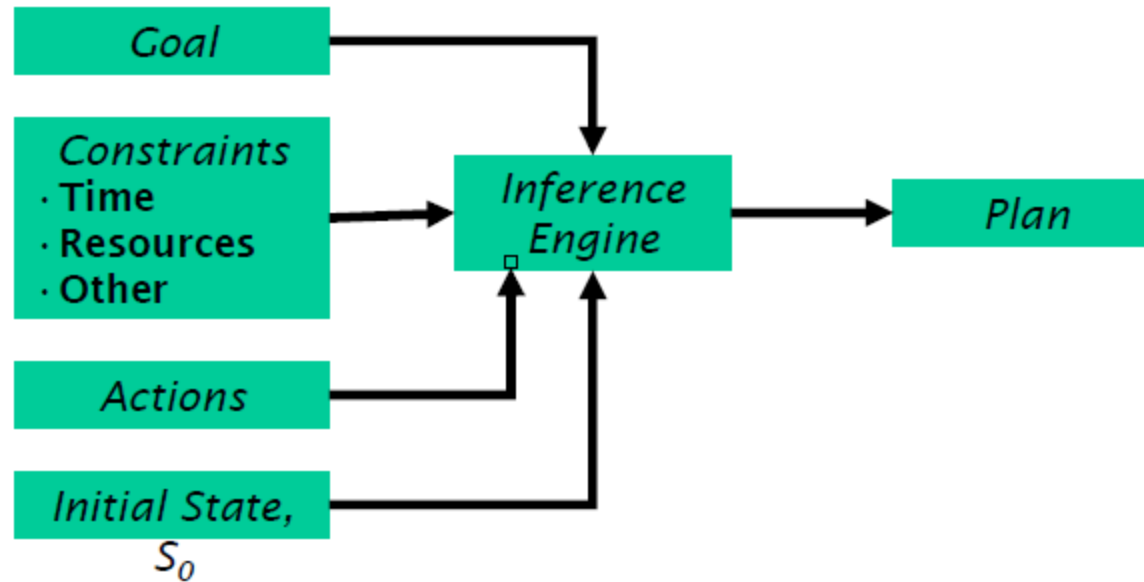 Goal
Constraints
· Time
· Resources
· Other
Inference
Engine
Plan
Actions
Initial State,
S₀